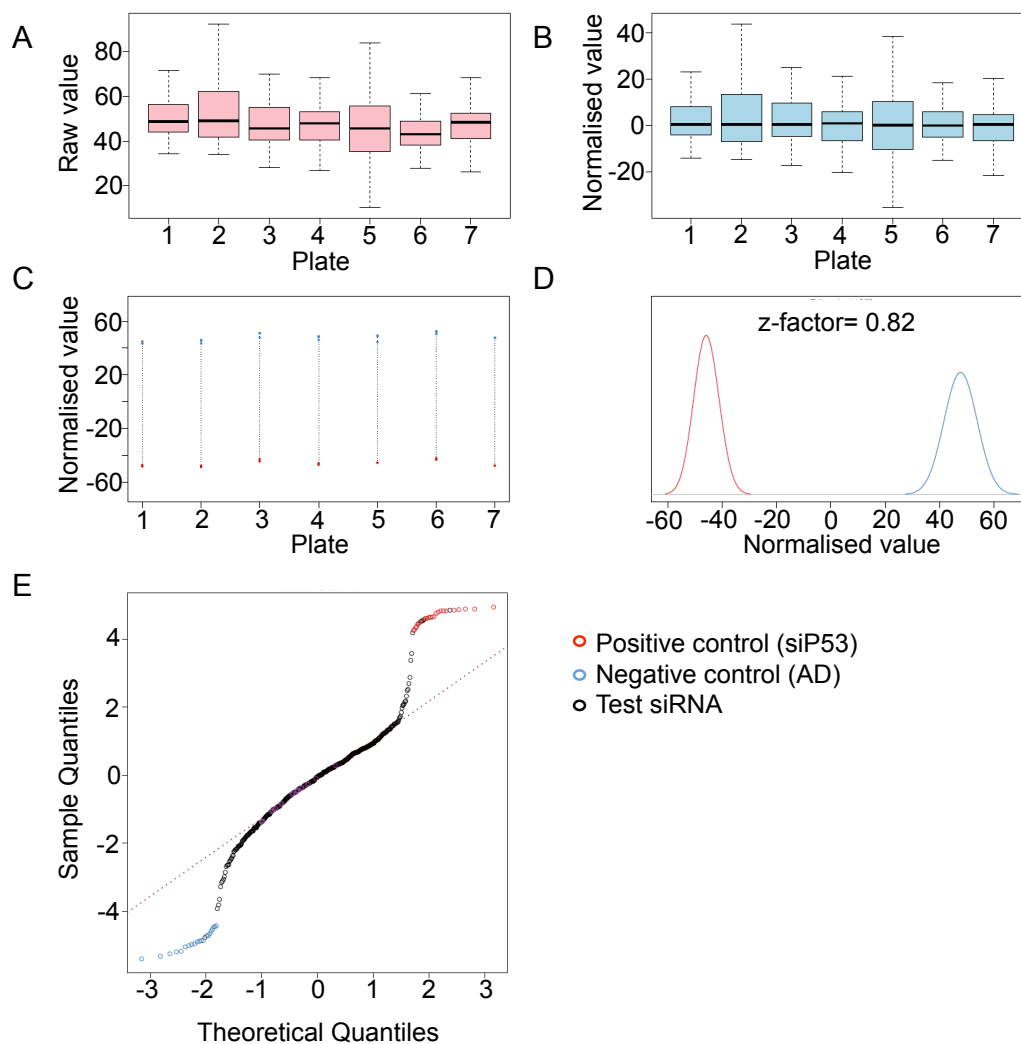 A
Raw value
80
60
40
20
1 2 3 4 5 6 7
Plate
B
Normalised value
40
20
0
-20
1 2 3 4 5 6 7
Plate
C
Normalised value
60
20
-20
-60
1 2 3 4 5 6 7
Plate
D
z-factor= 0.82
-60 -40 -20 0 20 40 60
Normalised value
E
Sample Quantiles
4
2
0
-2
-4
-3 -2 -1 0 1 2 3
Theoretical Quantiles
Positive control (siP53)
Negative control (AD)
Test siRNA